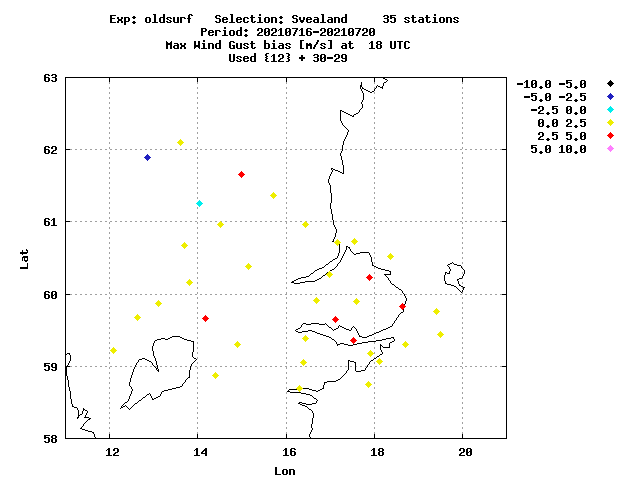 Exp: oldsurf   Selection: Svealand     35 stations
Period: 20210716-20210720
Max Wind Gust bias [m/s] at  18 UTC
Used {12} + 30-29
-10.0 -5.0
-5.0 -2.5
-2.5 0.0
0.0 2.5
2.5 5.0
5.0 10.0
63
62
61
60
59
58
Lat
12 14 16 18 20
Lon